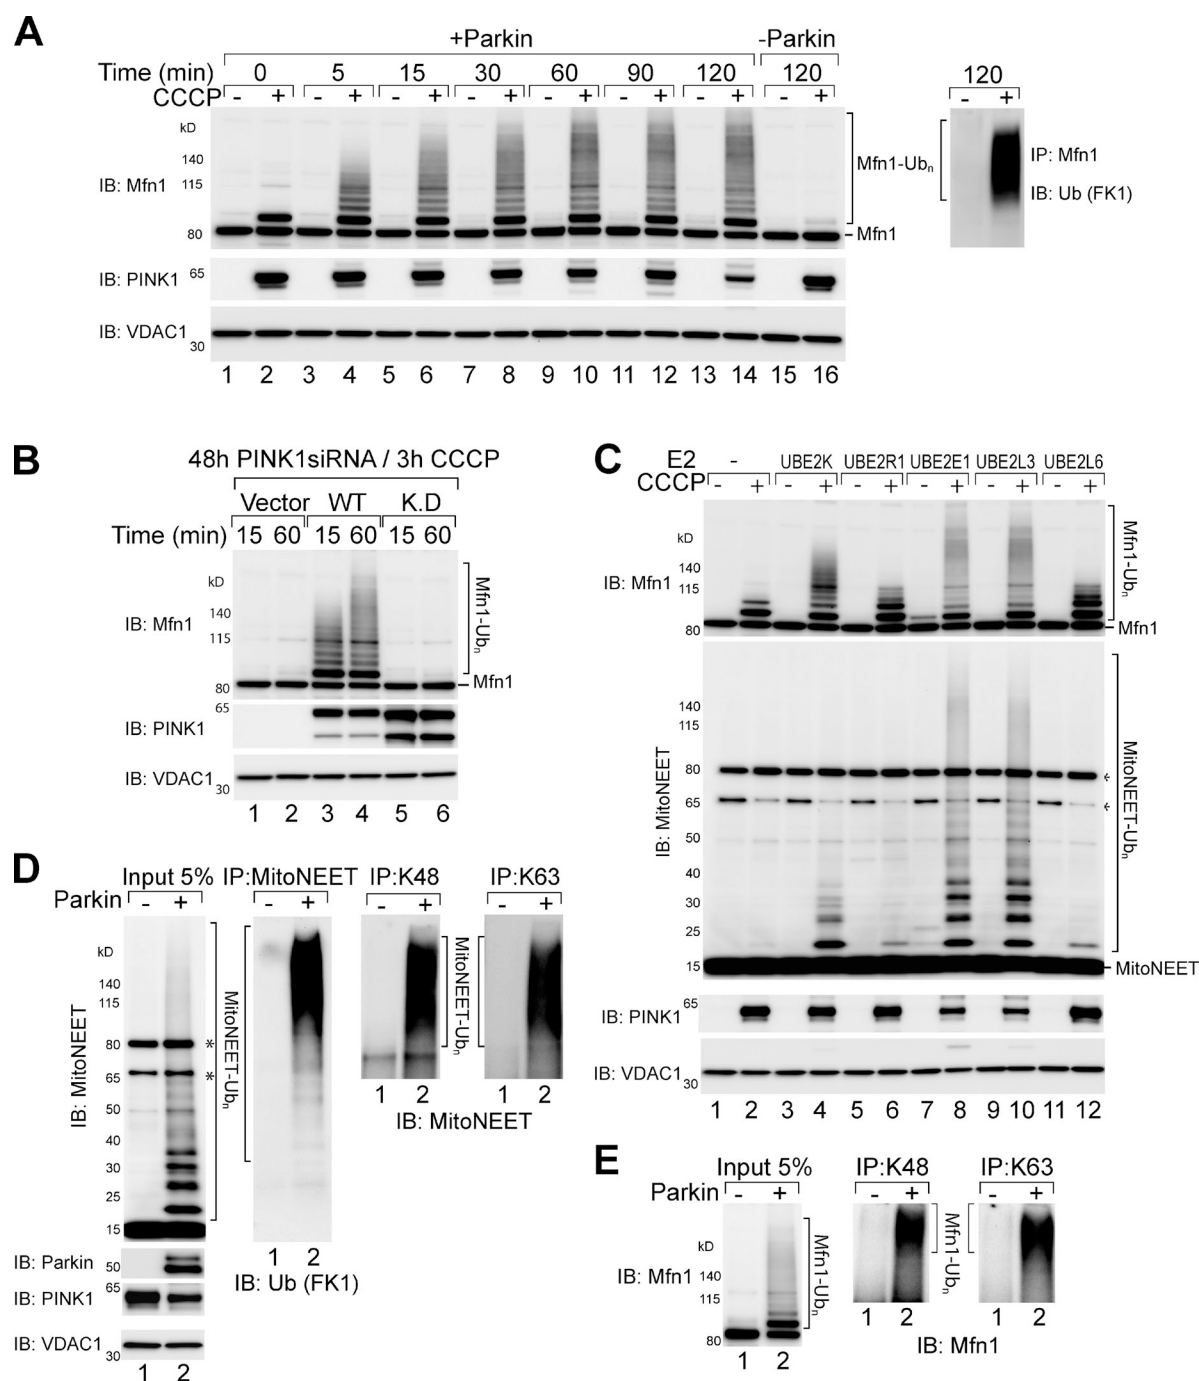 A
+Parkin -Parkin
Time (min) 0 5 15 30 60 90 120 120 120
CCCP - + - + - + - + - + - + - + - + - +
kD
140
115
80
IB: Mfn1
Mfn1-Ubn
Mfn1
IP: Mfn1
IB: Ub (FK1)
IB: PINK1 65
IB: VDAC1 30
1 2 3 4 5 6 7 8 9 10 11 12 13 14 15 16
B
48h PINK1siRNA / 3h CCCP
Vector WT K.D
Time (min) 15 60 15 60 15 60
kD
140
115
80
IB: Mfn1
Mfn1-Ubn
Mfn1
IB: PINK1 65
IB: VDAC1 30
1 2 3 4 5 6
C
E2 - UBE2K UBE2R1 UBE2E1 UBE2L3 UBE2L6
CCCP - + - + - + - + - + - +
kD
140
115
80
IB: Mfn1
Mfn1-Ubn
Mfn1
140
115
80
65
50
40
30
25
15
IB: MitoNEET
*
*
MitoNEET-Ubn
MitoNEET
IB: PINK1 65
IB: VDAC1 30
1 2 3 4 5 6 7 8 9 10 11 12
D
Input 5% IP:MitoNEET IP:K48 IP:K63
Parkin - + - + - + - +
kD
140
115
80
65
50
40
30
25
15
IB: MitoNEET
*
*
MitoNEET-Ubn
MitoNEET-Ubn
1 2 1 2
IB: MitoNEET
1 2
IB: Ub (FK1)
IB: Parkin 50
IB: PINK1 65
IB: VDAC1 30
1 2
E
Input 5% IP:K48 IP:K63
Parkin - + - + - +
kD
140
115
80
IB: Mfn1
Mfn1-Ubn
Mfn1-Ubn
1 2 1 2 1 2
IB: Mfn1